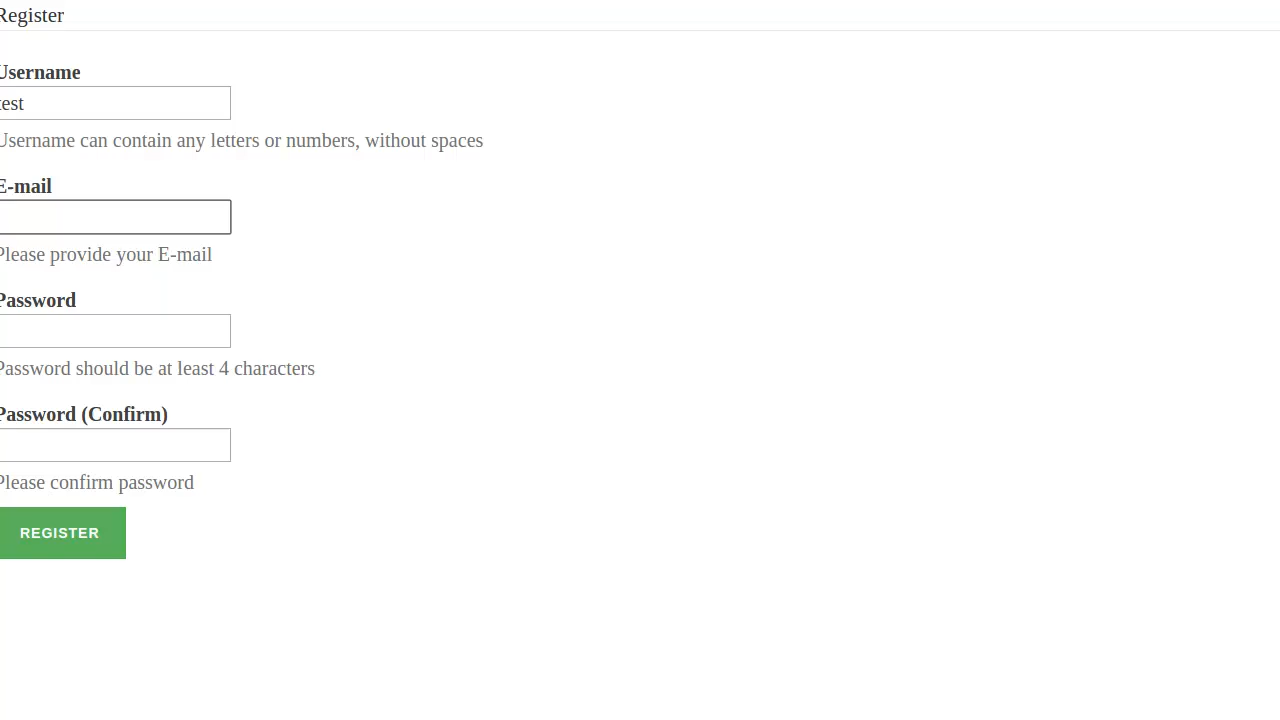 Register
Username
test
Username can contain any letters or numbers, without spaces
E-mail
Please provide your E-mail
Password
Password should be at least 4 characters
Password (Confirm)
Please confirm password
REGISTER